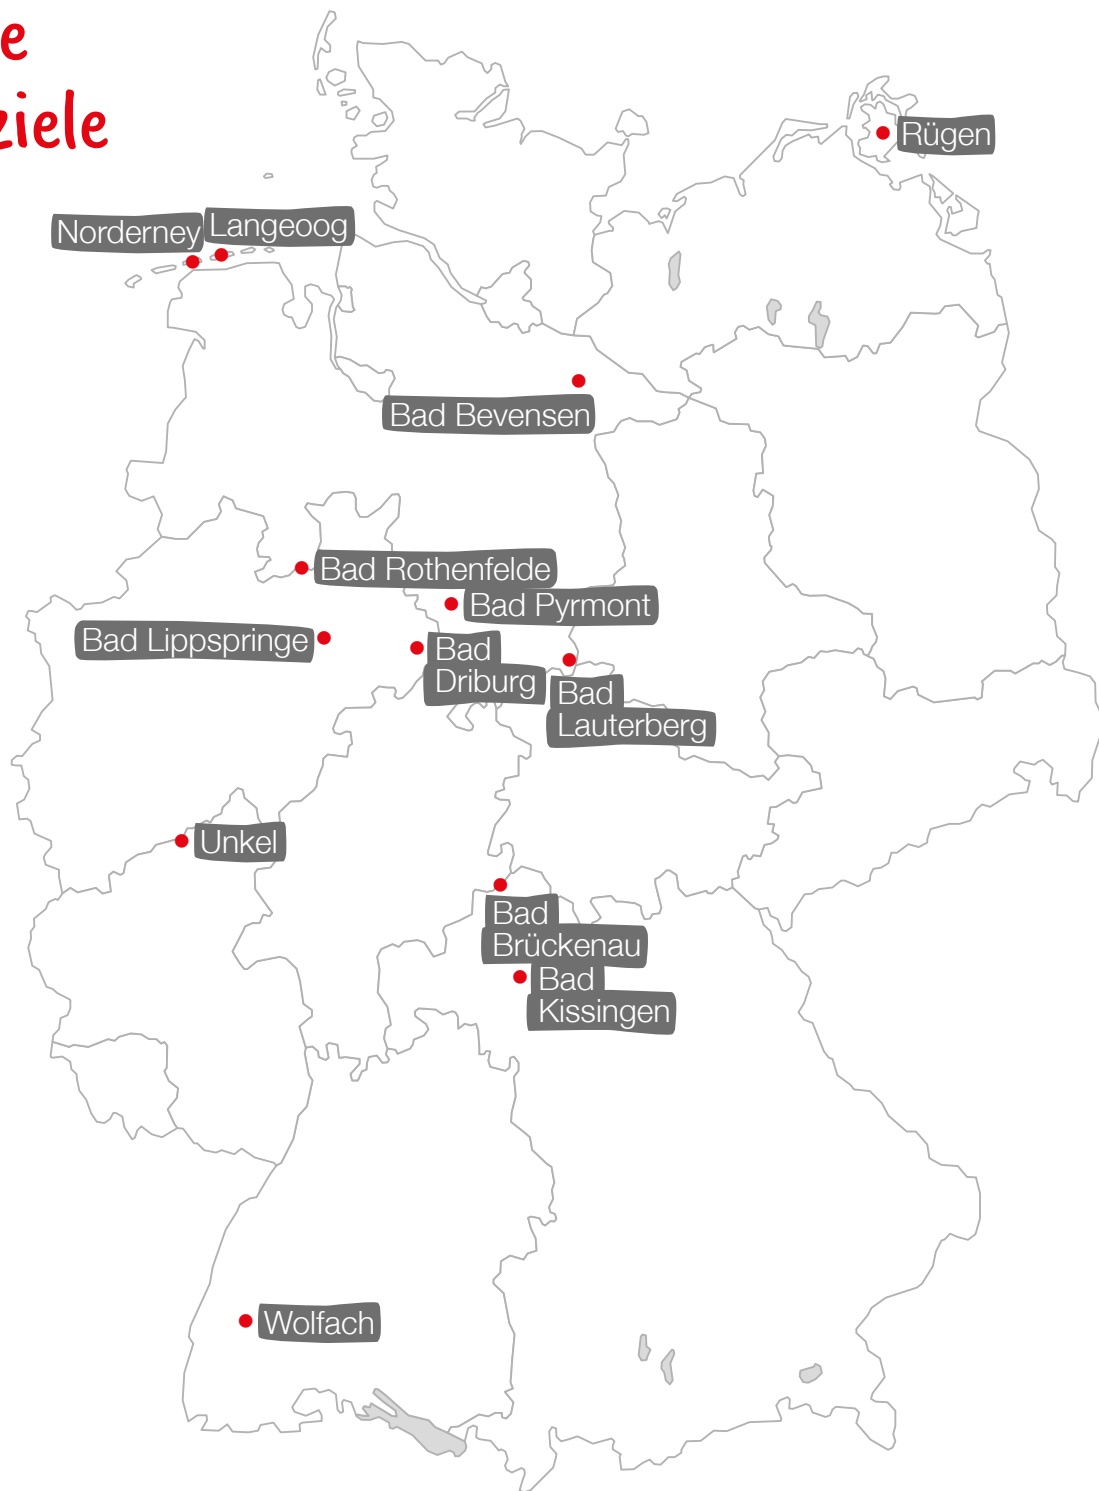 e
ziele
Rügen
Norderney
Langeoog
Bad Bevensen
Bad Rothenfelde
Bad Pyrmont
Bad Lippspringe
Bad
Driburg
Bad
Lauterberg
Unkel
Bad
Brückenau
Bad
Kissingen
Wolfach